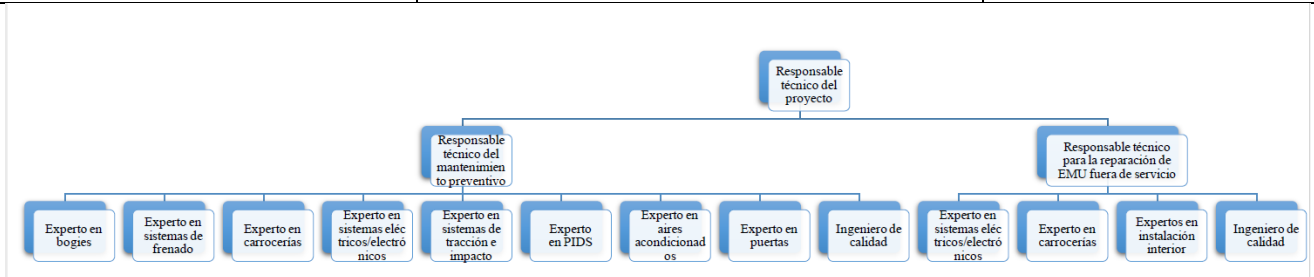 Responsable
técnico del
proyecto
Responsable
técnico del
mantenimien
to preventivo
Responsable técnico
para la reparación de
EMU fuera de servicio
Experto en
bogies
Experto en
sistemas de
frenado
Experto en
carrocerías
Experto en
sistemas eléc
tricos/electró
nicos
Experto en
sistemas de
tracción e
impacto
Experto
en PIDS
Experto en
aires
acondicionad
os
Experto en
puertas
Ingeniero de
calidad
Experto en
sistemas eléc
tricos/electró
nicos
Experto en
carrocerías
Expertos en
instalación
interior
Ingeniero de
calidad